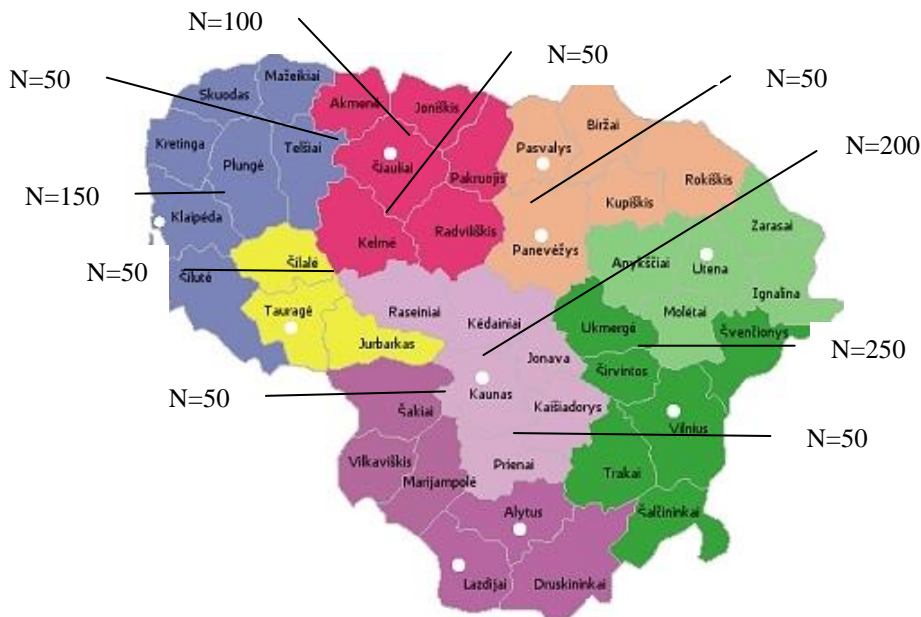 N=100
N=50
N=50
N=50
N=200
N=150
N=50
N=250
N=50
N=50
Mažeikiai
Skuodas
Akmenė
Joniškis
Biržai
Kretinga
Plungė
Telšiai
Šiauliai
Pakruojis
Pasvalys
Rokiškis
Kupiškis
Klaipėda
Kelmė
Radviliškis
Panevėžys
Zarasai
Anykščiai
Utena
Šilutė
Šilalė
Ignalina
Tauragė
Raseiniai
Kėdainiai
Ukmergė
Molėtai
Švenčionys
Jurbarkas
Jonava
Širvintos
Kaunas
Kaišiadorys
Šakiai
Vilnius
Vilkaviškis
Marijampolė
Prienai
Trakai
Alytus
Šalčininkai
Lazdijai
Druskininkai